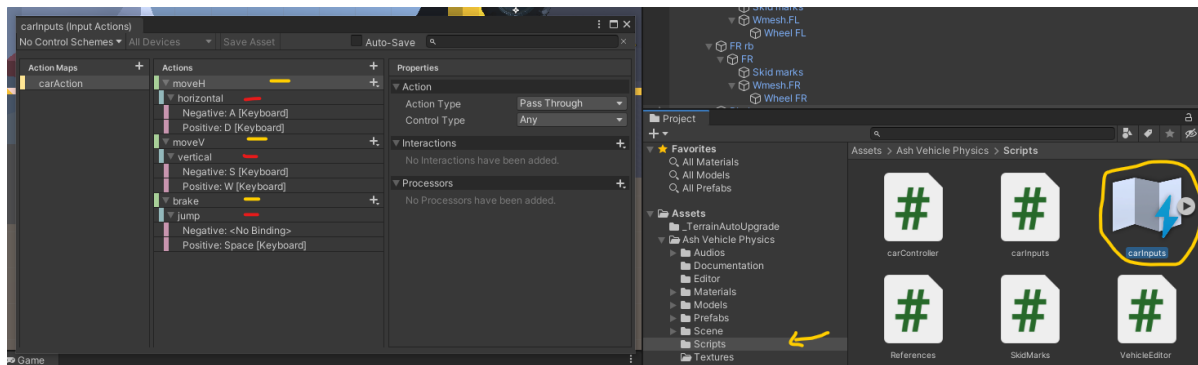 carInputs (Input Actions)
No Control Schemes All Devices Save Asset Auto-Save
Action Maps
carAction
Actions
moveH
horizontal
Negative: A [Keyboard]
Positive: D [Keyboard]
moveV
vertical
Negative: S [Keyboard]
Positive: W [Keyboard]
brake
jump
Negative: <No Binding>
Positive: Space [Keyboard]
Properties
Action
Action Type Pass Through
Control Type Any
Interactions
No Interactions have been added.
Processors
No Processors have been added.
Game
Skid marks
Wmesh.FL
Wheel FL
FR rb
FR
Skid marks
Wmesh.FR
Wheel FR
Project
Favorites
All Materials
All Models
All Prefabs
Assets
_TerrainAutoUpgrade
Ash Vehicle Physics
Audios
Documentation
Editor
Materials
Models
Prefabs
Scene
Scripts
Textures
Assets > Ash Vehicle Physics > Scripts
carController carInputs carInputs
References SkidMarks VehicleEditor